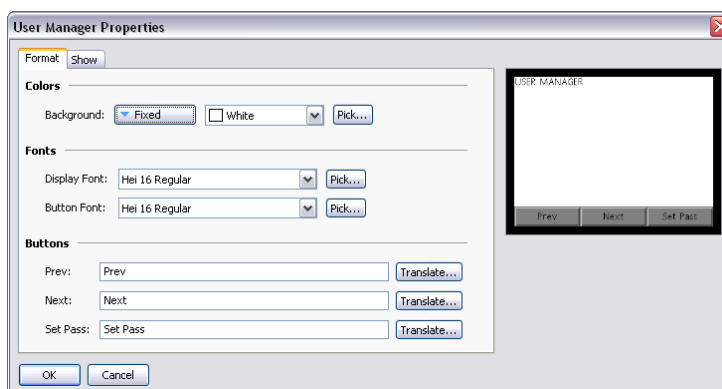 User Manager Properties
Format Show
Colors
Background: Fixed White Pick...
Fonts
Display Font: Hei 16 Regular Pick...
Button Font: Hei 16 Regular Pick...
Buttons
Prev: Prev Translate...
Next: Next Translate...
Set Pass: Set Pass Translate...
OK Cancel
USER MANAGER
Prev Next Set Pass